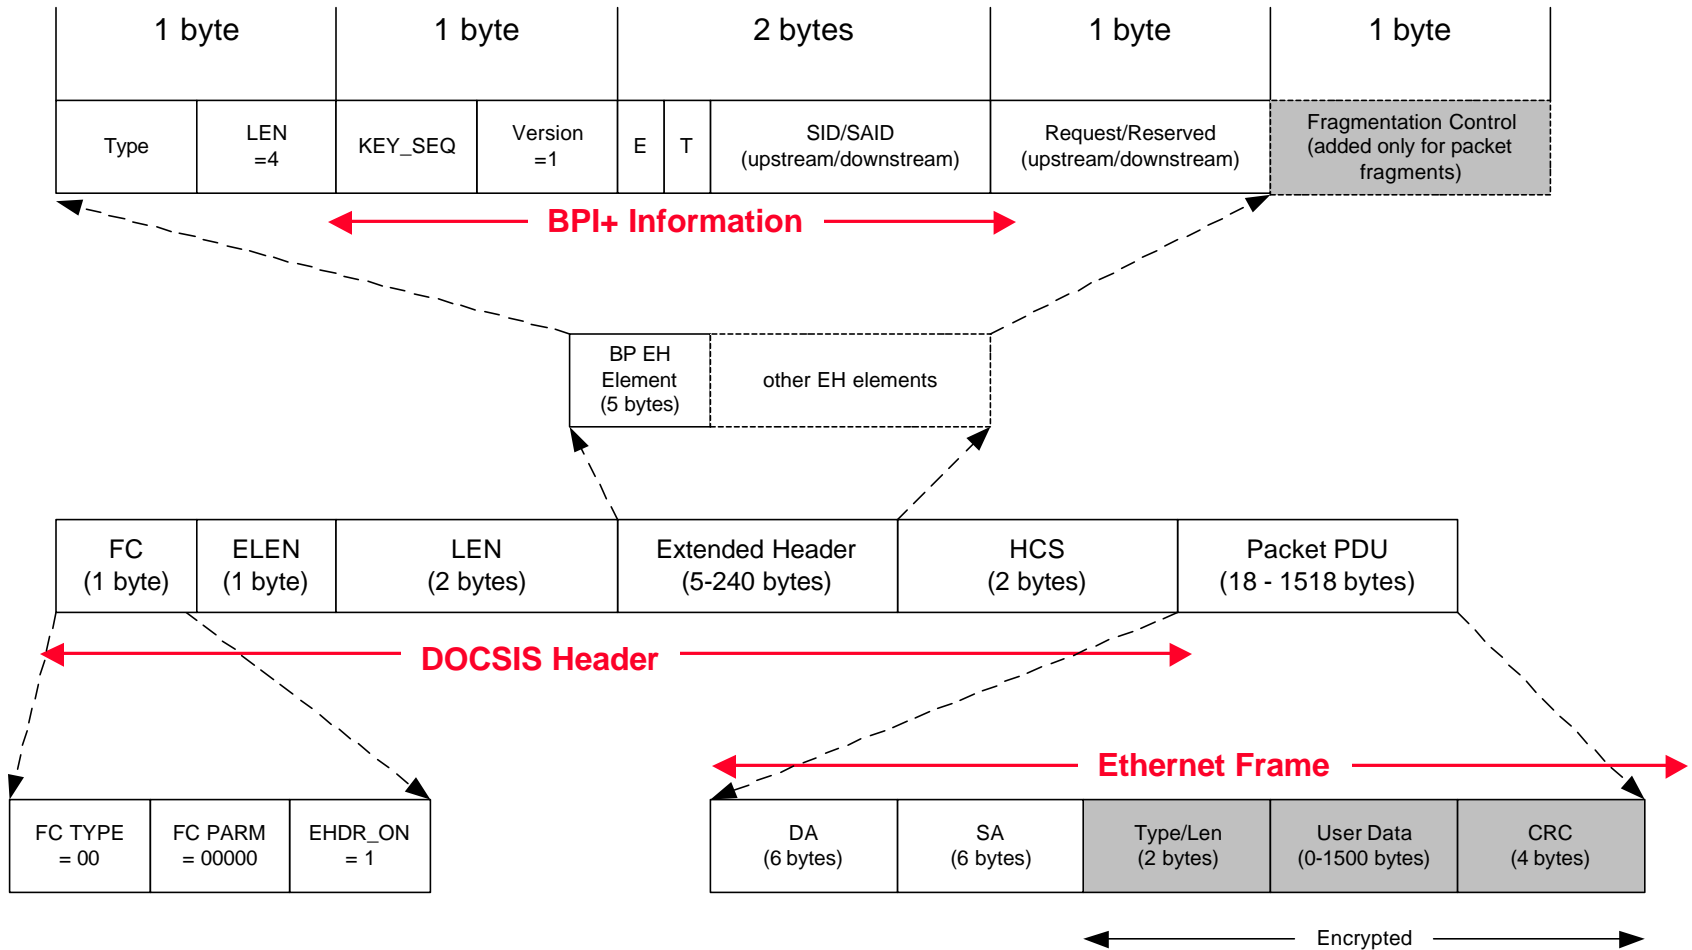 1 byte
1 byte
2 bytes
1 byte
1 byte
Type
LEN
=4
KEY_SEQ
Version
=1
E
T
SID/SAID
(upstream/downstream)
Request/Reserved
(upstream/downstream)
Fragmentation Control
(added only for packet
fragments)
BPI+ Information
BP EH
Element
(5 bytes)
other EH elements
FC
(1 byte)
ELEN
(1 byte)
LEN
(2 bytes)
Extended Header
(5-240 bytes)
HCS
(2 bytes)
Packet PDU
(18 - 1518 bytes)
DOCSIS Header
Ethernet Frame
FC TYPE
= 00
FC PARM
= 00000
EHDR_ON
= 1
DA
(6 bytes)
SA
(6 bytes)
Type/Len
(2 bytes)
User Data
(0-1500 bytes)
CRC
(4 bytes)
Encrypted